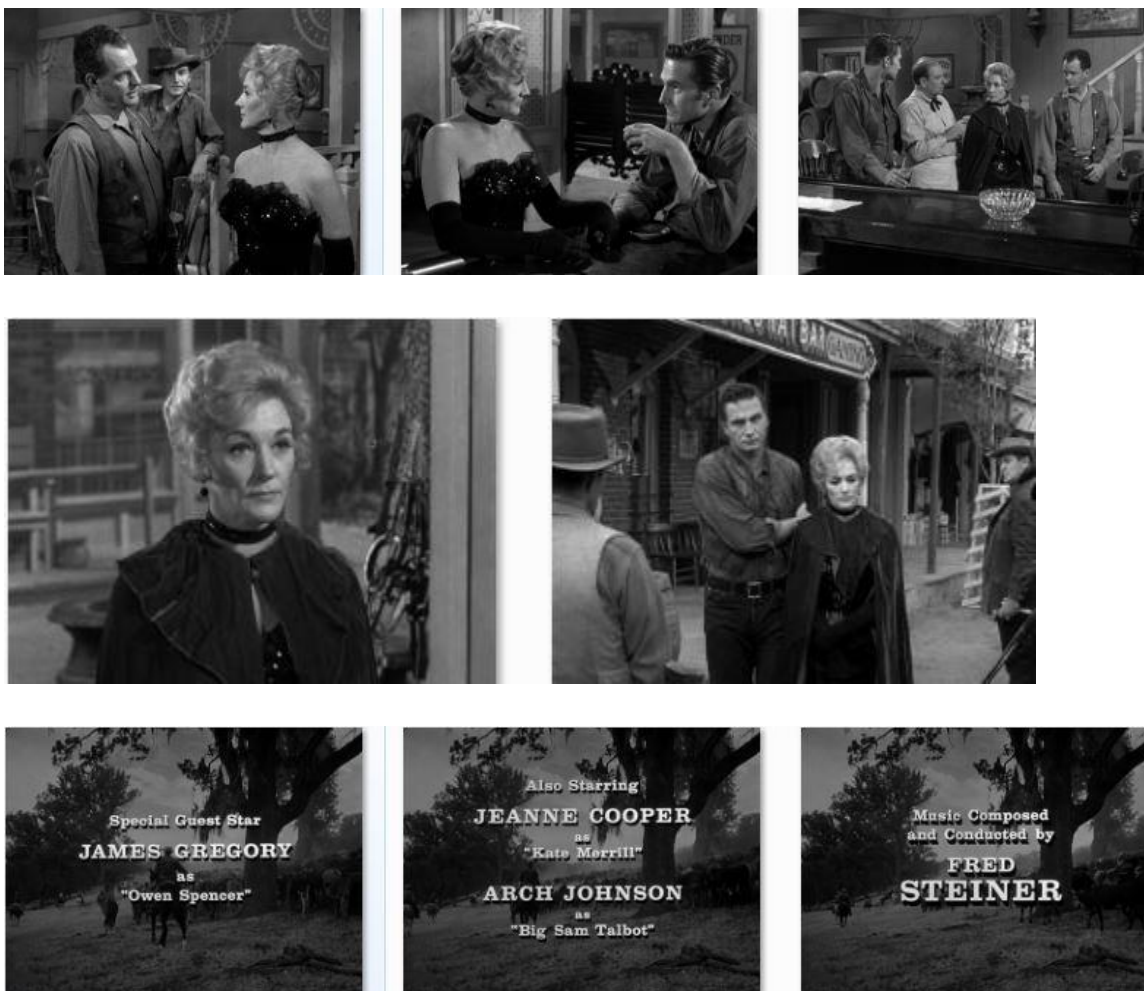 GAMING
Special Guest Star
JAMES GREGORY
as
"Owen Spencer"
Also Starring
JEANNE COOPER
as
"Kate Merrill"
ARCH JOHNSON
as
"Big Sam Talbot"
Music Composed
and Conducted by
FRED
STEINER